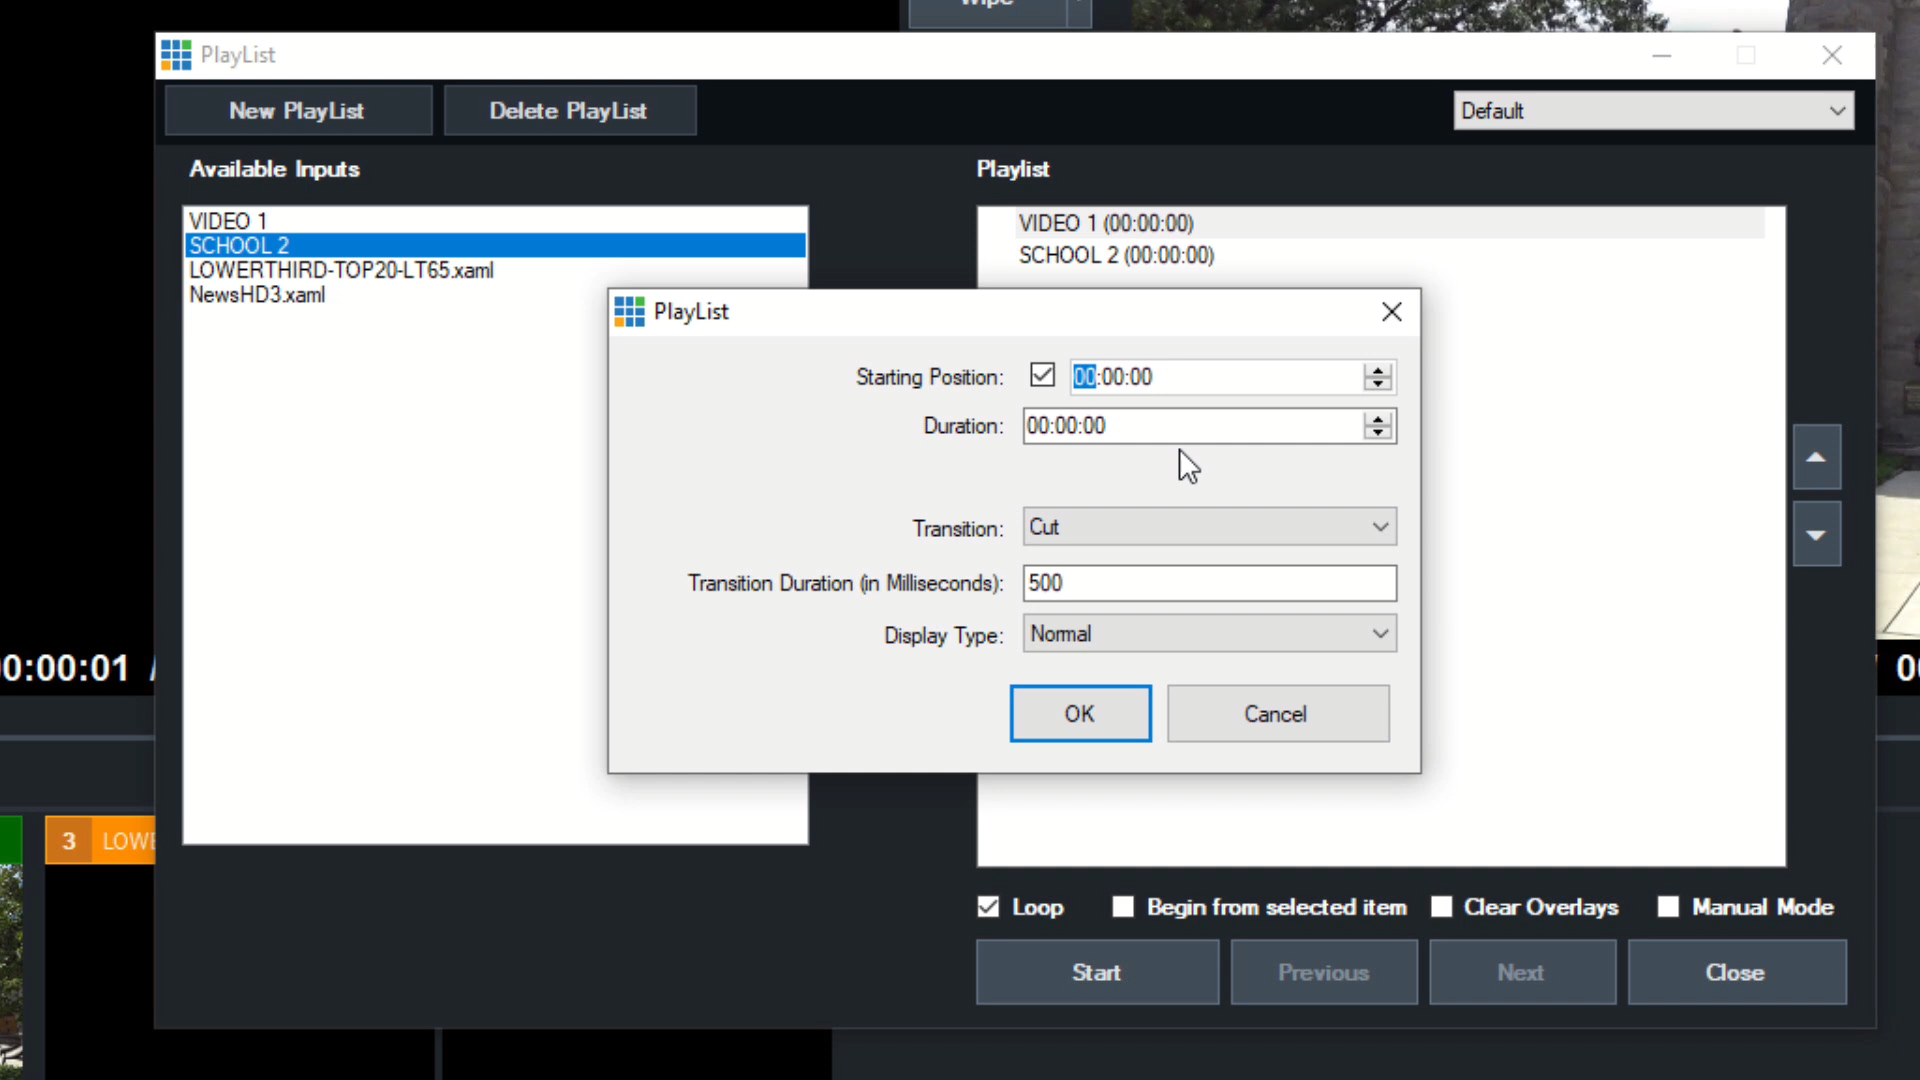 Wipe
PlayList
New PlayList
Delete PlayList
Default
Available Inputs
Playlist
VIDEO 1
SCHOOL 2
LOWERTHIRD-TOP20-LT65.xaml
NewsHD3.xaml
VIDEO 1 (00:00:00)
SCHOOL 2 (00:00:00)
PlayList
Starting Position:
00:00:00
Duration:
00:00:00
Transition:
Cut
Transition Duration (in Milliseconds):
500
Display Type:
Normal
OK
Cancel
0:00:01 /
00
3 LOWE
Loop
Begin from selected item
Clear Overlays
Manual Mode
Start
Previous
Next
Close